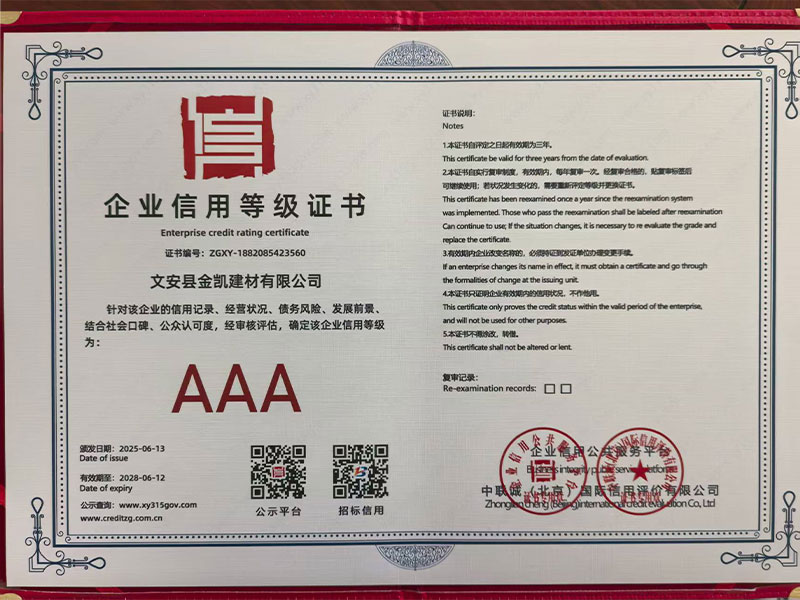 信
企业信用等级证书
Enterprise credit rating certificate
证书编号：ZGXY-1882085423560
文安县金凯建材有限公司
针对该企业的信用记录、经营状况、债务风险、发展前景、
结合社会口碑、公众认可度，经审核评估，确定该企业信用等级
为：
AAA
颁发日期：2025-06-13
Date of issue
有效期至：2028-06-12
Date of expiry
公示查询：www.xy315gov.com
www.creditzg.com.cn
公示平台
招标信用
证书说明：
Notes
1.本证书自评定之日起有效期为三年。
This certificate be valid for three years from the date of evaluation.
2.本证书自实行复审制度，有效期内，每年复审一次。经复审合格的、贴复审标签后
可继续使用；若状况发生变化的，需要重新评定等级并更换证书。
This certificate has been reexamined once a year since the reexamination system
was implemented. Those who pass the reexamination shall be labeled after reexamination
Can continue to use; If the situation changes, it is necessary to re evaluate the grade and
replace the certificate.
3.有效期内企业改变名称的，必须持证到发证单位办理变更手续。
If an enterprise changes its name in effect, it must obtain a certificate and go through
the formalities of change at the issuing unit.
4.本证书只证明企业有效期内的信用状况，不作他用。
This certificate only proves the credit status within the valid period of the enterprise,
and will not be used for other purposes.
5.本证书不得涂改，转借。
This certificate shall not be altered or lent.
复审记录：
Re-examination records:
企业信用公共服务平台
Business integrity public service platform
中联诚（北京）国际信用评价有限公司
Zhonglian cheng (Beijing) international credit evaluation Co., Ltd